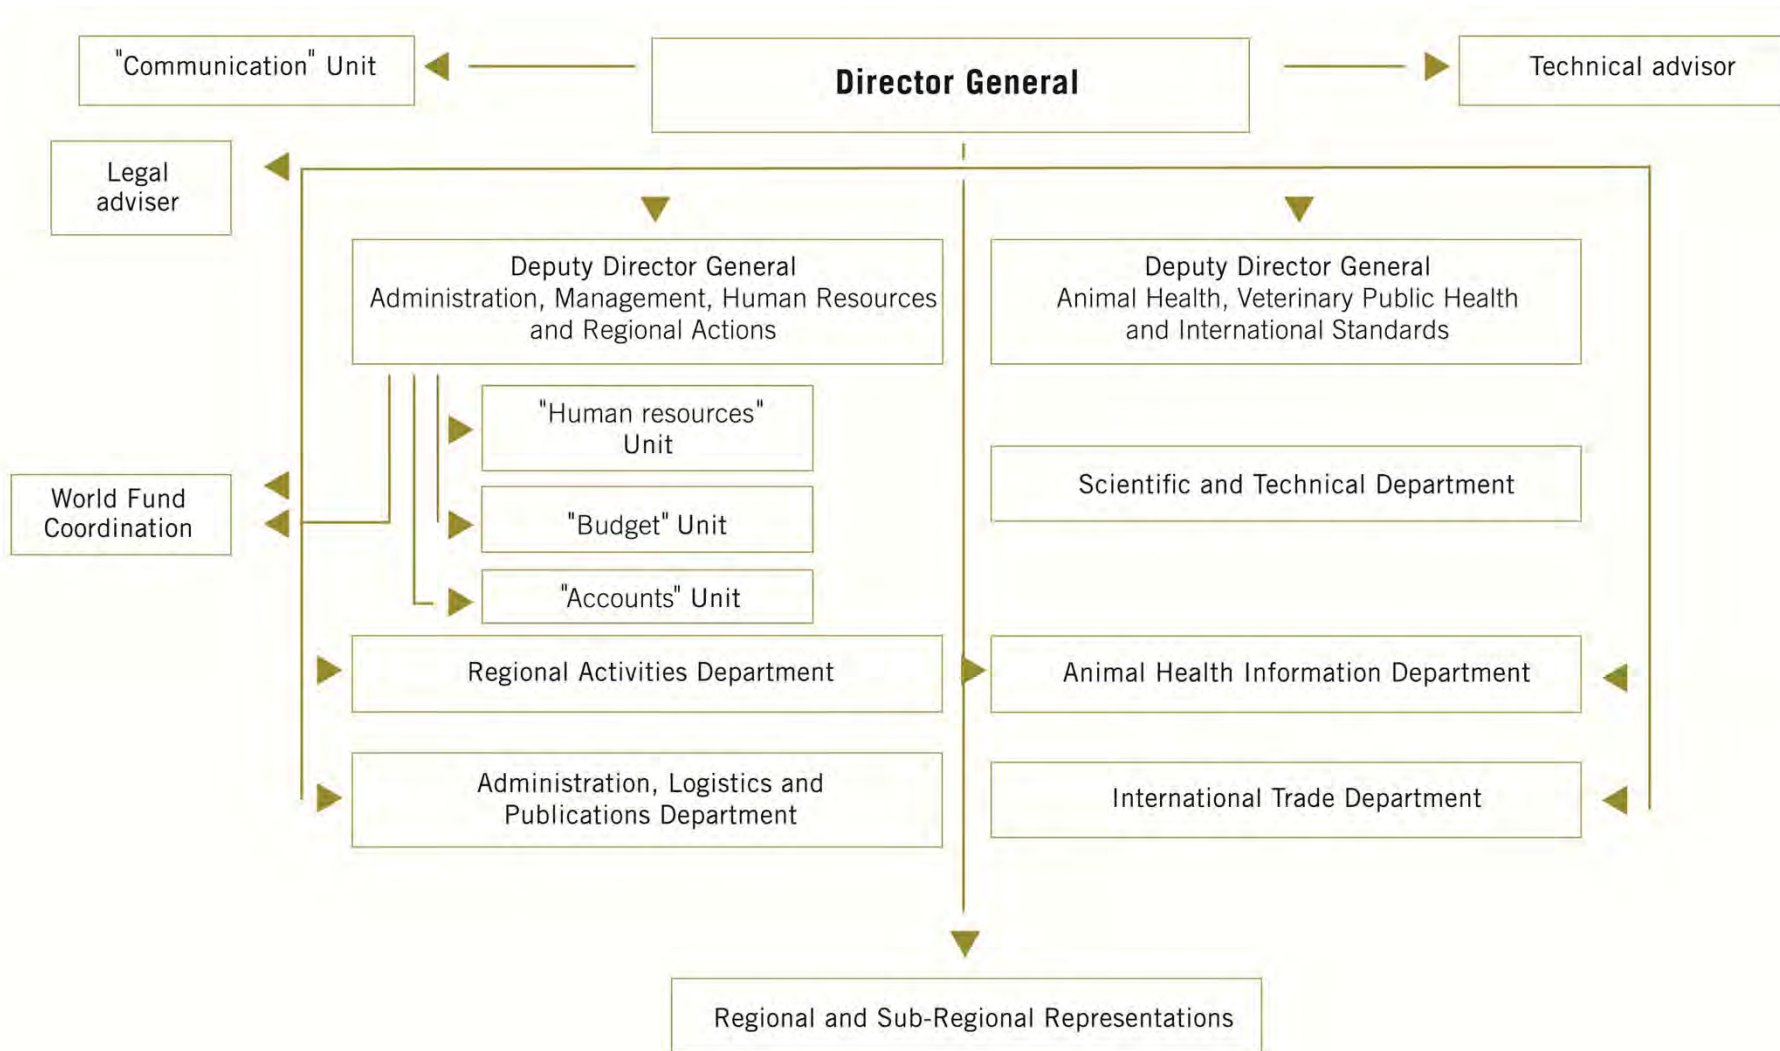 "Communication" Unit
Director General
Technical advisor
Legal
adviser
Deputy Director General
Administration, Management, Human Resources
and Regional Actions
Deputy Director General
Animal Health, Veterinary Public Health
and International Standards
"Human resources"
Unit
World Fund
Coordination
"Budget" Unit
"Accounts" Unit
Scientific and Technical Department
Regional Activities Department
Animal Health Information Department
Administration, Logistics and
Publications Department
International Trade Department
Regional and Sub-Regional Representations